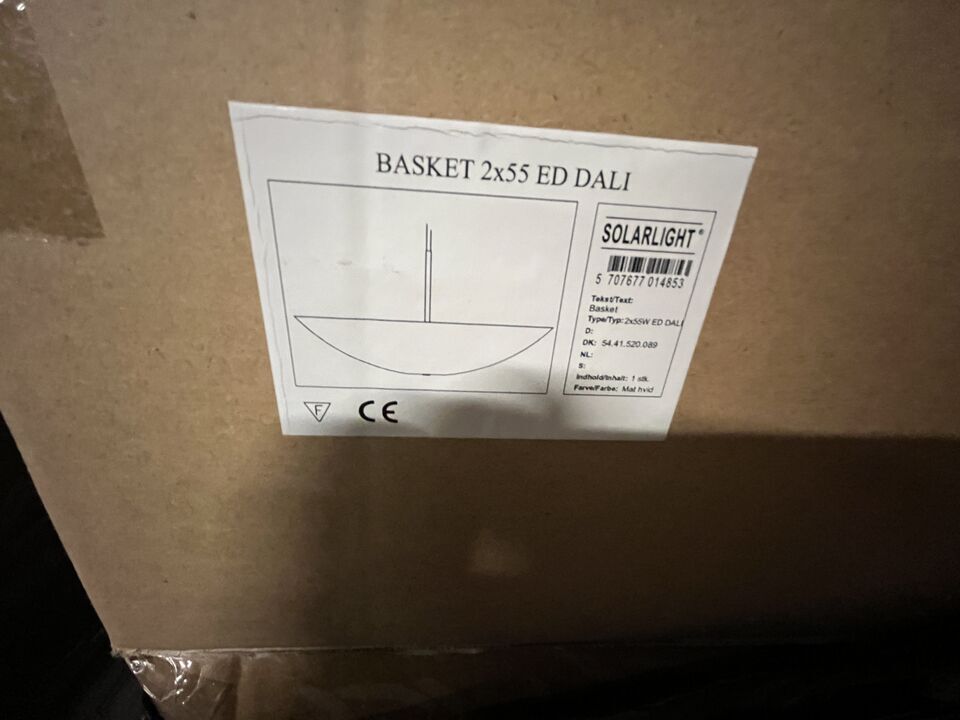 BASKET 2x55 ED DALI
SOLARLIGHT®
5 707677 014853
Tekst/Text:
Basket
Type/Typ: 2x55W ED DALI
D:
DK: 54.41.520.089
NL:
S:
Indhold/Inhalt: 1 stk.
Farve/Farbe: Mat hvid
F CE